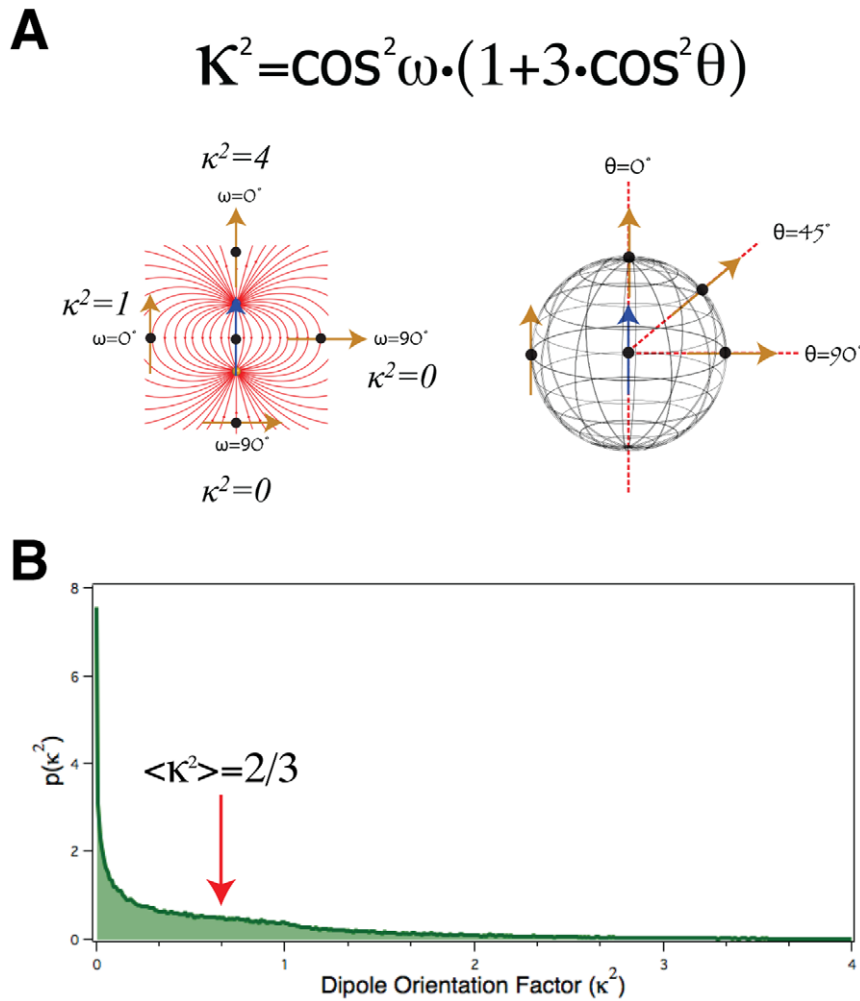 A
κ²=cos²ω·(1+3·cos²θ)
κ²=4
ω=0°
κ²=1
ω=0°
ω=90°
κ²=0
ω=90°
κ²=0
θ=0°
θ=45°
θ=90°
B
8
6
4
2
0
p(κ²)
<κ²>=2/3
0 1 2 3 4
Dipole Orientation Factor (κ²)